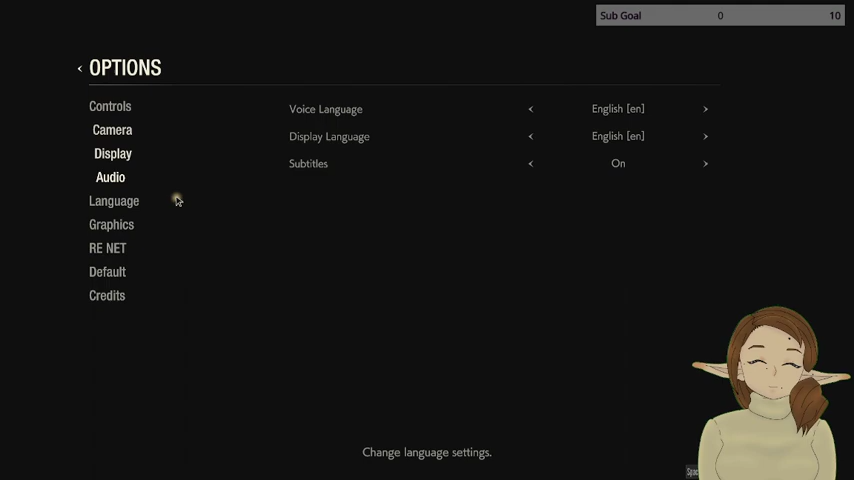 Sub Goal 0 10
OPTIONS
Controls
Camera
Display
Audio
Language
Graphics
RE NET
Default
Credits
Voice Language English [en]
Display Language English [en]
Subtitles On
Change language settings.